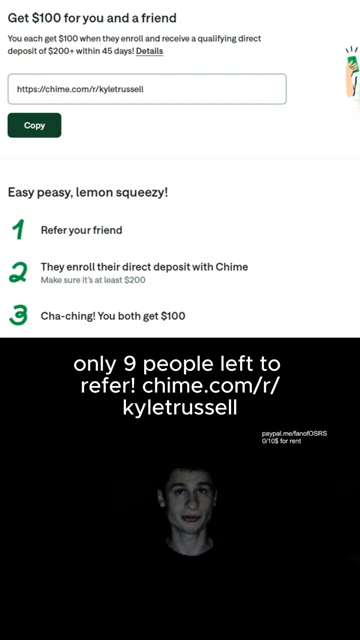 Get $100 for you and a friend
You each get $100 when they enroll and receive a qualifying direct
deposit of $200+ within 45 days! Details
https://chime.com/r/kyletrussell
Copy
Easy peasy, lemon squeezy!
1 Refer your friend
2 They enroll their direct deposit with Chime
Make sure it's at least $200
3 Cha-ching! You both get $100
only 9 people left to
refer! chime.com/r/
kyletrussell
paypal.me/fanofOSRS
0/10$ for rent